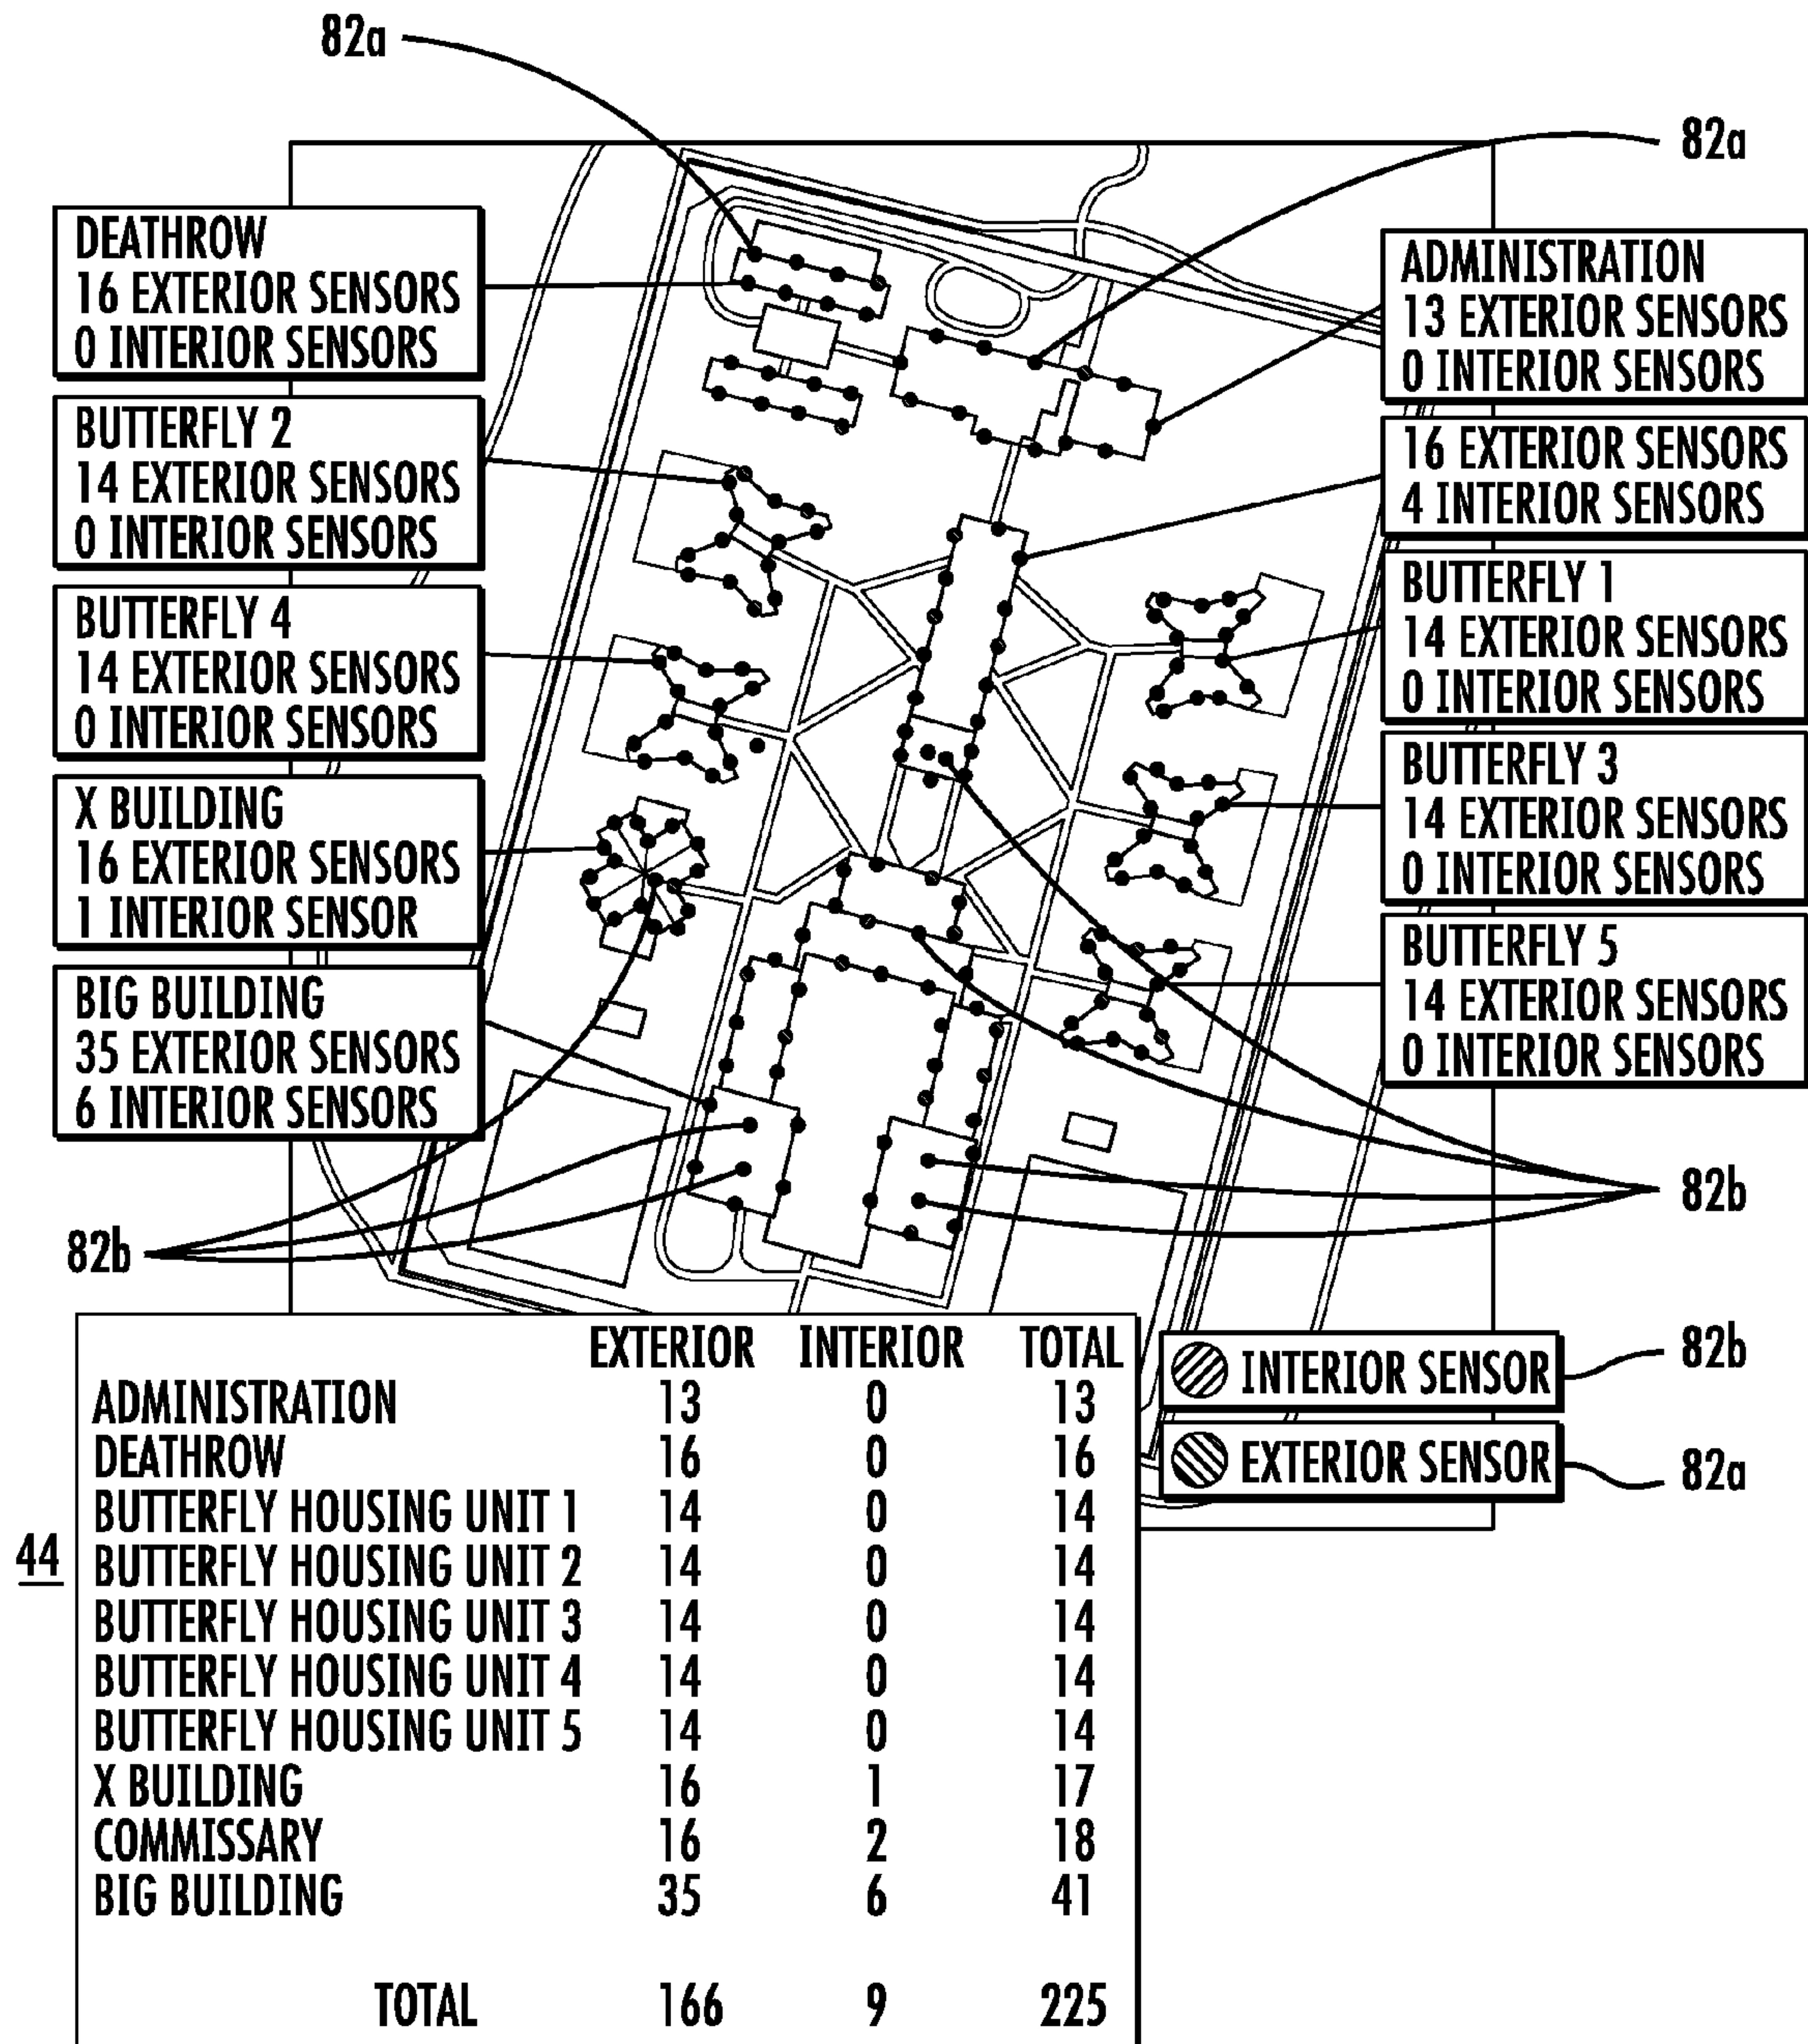 82a
82a
DEATHROW
16 EXTERIOR SENSORS
0 INTERIOR SENSORS
ADMINISTRATION
13 EXTERIOR SENSORS
0 INTERIOR SENSORS
BUTTERFLY 2
14 EXTERIOR SENSORS
0 INTERIOR SENSORS
16 EXTERIOR SENSORS
4 INTERIOR SENSORS
BUTTERFLY 4
14 EXTERIOR SENSORS
0 INTERIOR SENSORS
BUTTERFLY 1
14 EXTERIOR SENSORS
0 INTERIOR SENSORS
X BUILDING
16 EXTERIOR SENSORS
1 INTERIOR SENSOR
BUTTERFLY 3
14 EXTERIOR SENSORS
0 INTERIOR SENSORS
BIG BUILDING
35 EXTERIOR SENSORS
6 INTERIOR SENSORS
BUTTERFLY 5
14 EXTERIOR SENSORS
0 INTERIOR SENSORS
82b
82b
EXTERIOR INTERIOR TOTAL
ADMINISTRATION 13 0 13
DEATHROW 16 0 16
BUTTERFLY HOUSING UNIT 1 14 0 14
BUTTERFLY HOUSING UNIT 2 14 0 14
BUTTERFLY HOUSING UNIT 3 14 0 14
BUTTERFLY HOUSING UNIT 4 14 0 14
BUTTERFLY HOUSING UNIT 5 14 0 14
X BUILDING 16 1 17
COMMISSARY 16 2 18
BIG BUILDING 35 6 41
TOTAL 166 9 225
44
INTERIOR SENSOR 82b
EXTERIOR SENSOR 82a